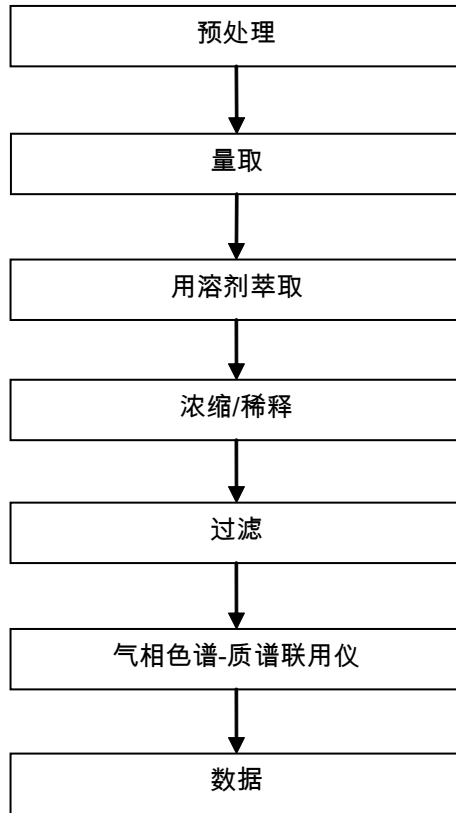 预处理
量取
用溶剂萃取
浓缩/稀释
过滤
气相色谱-质谱联用仪
数据